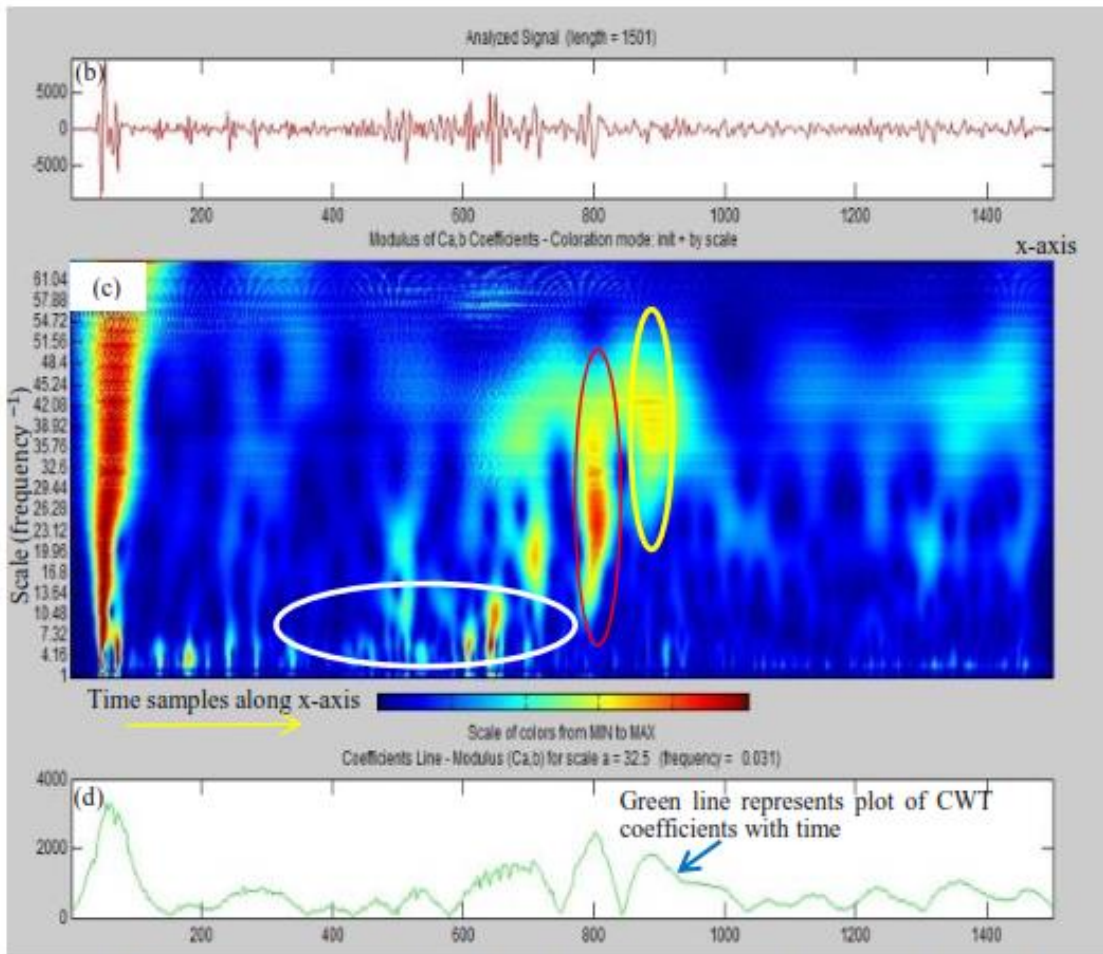 Analyzed Signal (length = 1501)
(b)
5000
0
-5000
200 400 600 800 1000 1200 1400
Modulus of Ca,b Coefficients - Coloration mode: init + by scale
x-axis
(c)
Scale (frequency⁻¹)
61.04
57.88
54.72
51.56
48.4
45.24
42.08
38.92
35.76
32.6
29.44
26.28
23.12
19.96
16.8
13.64
10.48
7.32
4.16
1
Time samples along x-axis
Scale of colors from MIN to MAX
Coefficients Line - Modulus (Ca,b) for scale a = 32.5 (frequency = 0.031)
(d)
4000
2000
0
Green line represents plot of CWT
coefficients with time
200 400 600 800 1000 1200 1400